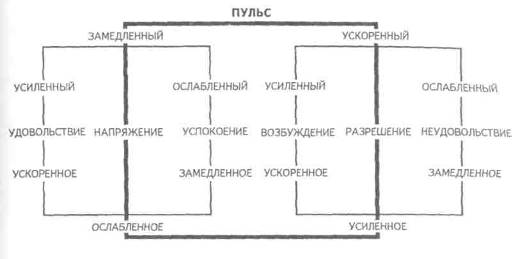 ПУЛЬС
ЗАМЕДЛЕННЫЙ УСКОРЕННЫЙ
УСИЛЕННЫЙ ОСЛАБЛЕННЫЙ УСИЛЕННЫЙ ОСЛАБЛЕННЫЙ
УДОВОЛЬСТВИЕ НАПРЯЖЕНИЕ УСПОКОЕНИЕ ВОЗБУЖДЕНИЕ РАЗРЕШЕНИЕ НЕУДОВОЛЬСТВИЕ
УСКОРЕННОЕ ЗАМЕДЛЕННОЕ УСКОРЕННОЕ ЗАМЕДЛЕННОЕ
ОСЛАБЛЕННОЕ УСИЛЕННОЕ